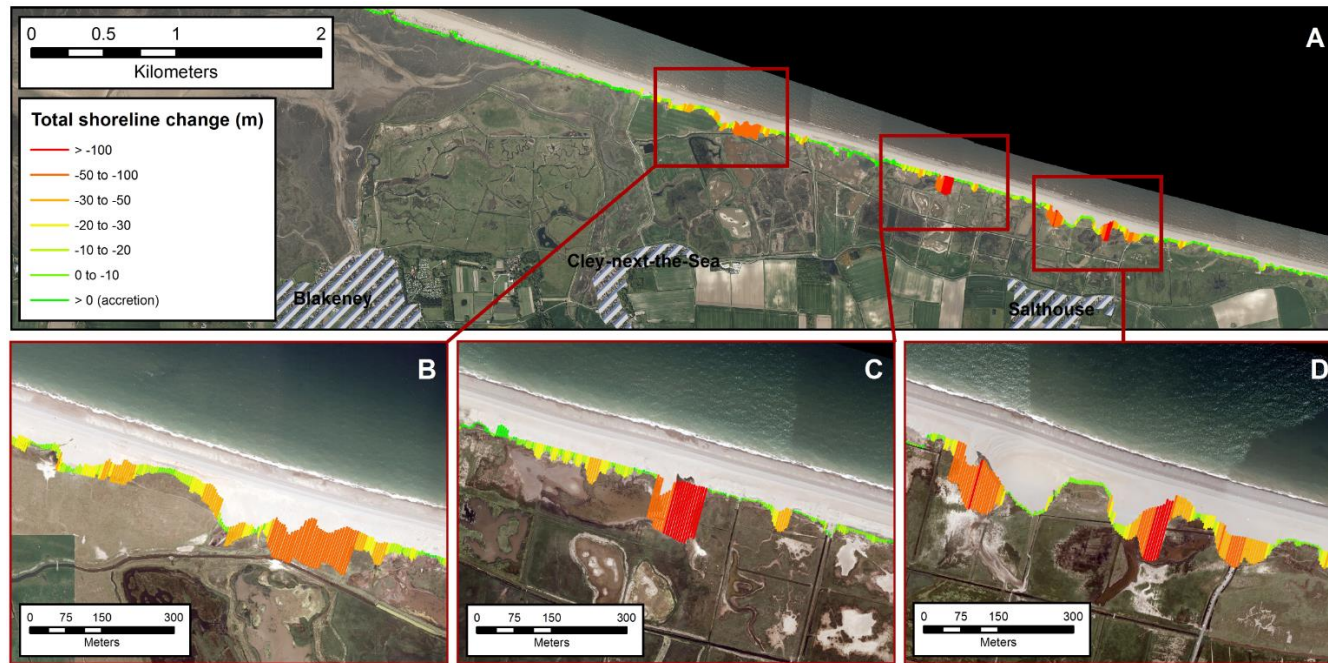 A
0 0.5 1 2
Kilometers
Total shoreline change (m)
> -100
-50 to -100
-30 to -50
-20 to -30
-10 to -20
0 to -10
> 0 (accretion)
Blakeney
Cley-next-the-Sea
Salthouse
B
0 75 150 300
Meters
C
0 75 150 300
Meters
D
0 75 150 300
Meters